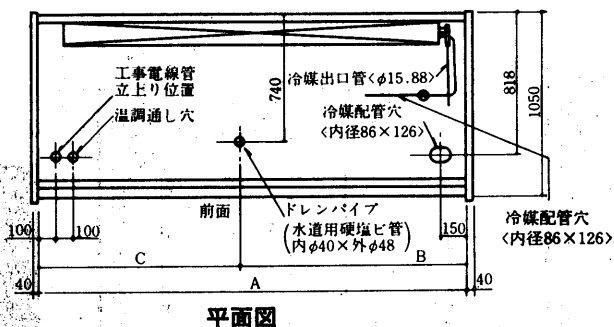 工事電線管
立上り位置
温調通し穴
冷媒出口管<φ15.88>
冷媒配管穴
<内径86×126>
740
818
1050
前面
ドレンパイプ
(水道用硬塩ビ管)
内φ40×外φ48
冷媒配管穴
<内径86×126>
100
100
150
C
B
40
A
40
平面図